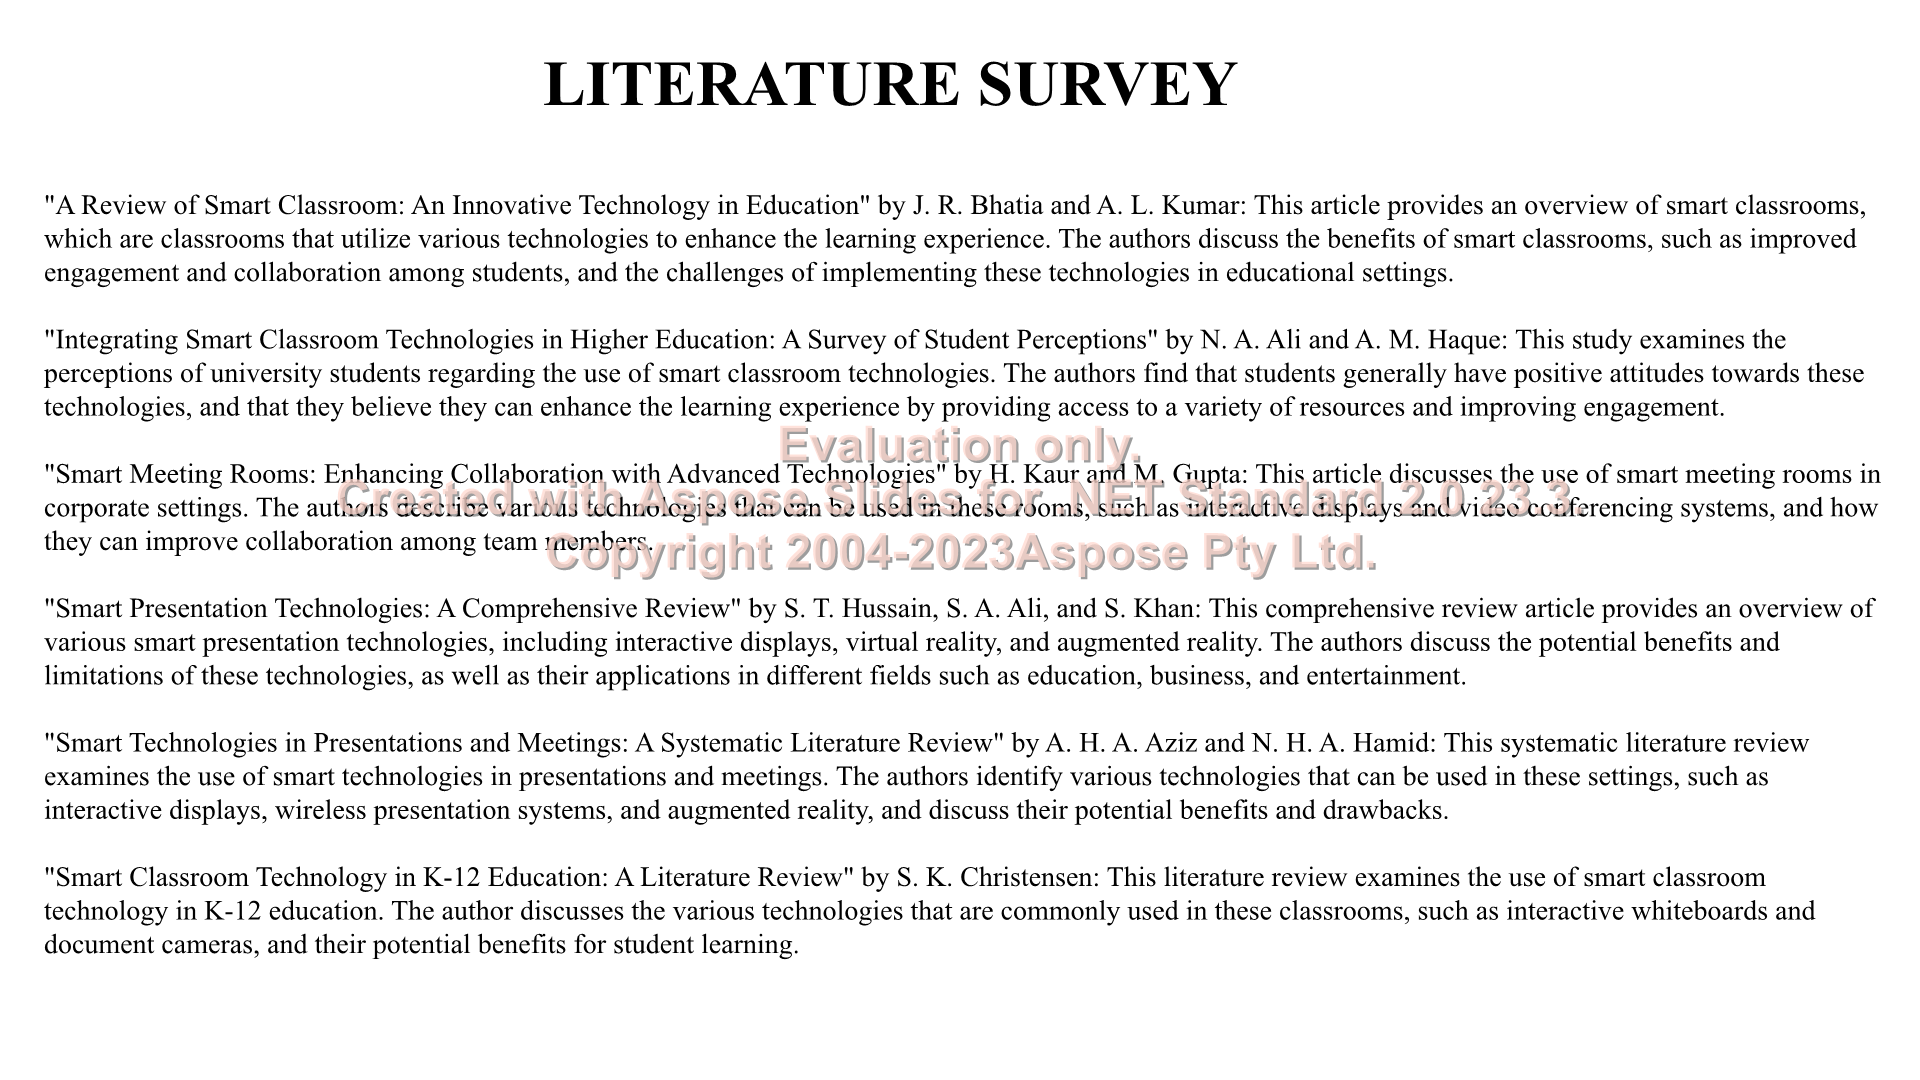 LITERATURE SURVEY
"A Review of Smart Classroom: An Innovative Technology in Education" by J. R. Bhatia and A. L. Kumar: This article provides an overview of smart classrooms,
which are classrooms that utilize various technologies to enhance the learning experience. The authors discuss the benefits of smart classrooms, such as improved
engagement and collaboration among students, and the challenges of implementing these technologies in educational settings.
"Integrating Smart Classroom Technologies in Higher Education: A Survey of Student Perceptions" by N. A. Ali and A. M. Haque: This study examines the
perceptions of university students regarding the use of smart classroom technologies. The authors find that students generally have positive attitudes towards these
technologies, and that they believe they can enhance the learning experience by providing access to a variety of resources and improving engagement.
Evaluation only.
"Smart Meeting Rooms: Enhancing Collaboration with Advanced Technologies" by H. Kaur and M. Gupta: This article discusses the use of smart meeting rooms in
Created with Aspose.Slides for .NET Standard 2.0 23.3.
corporate settings. The authors describe various technologies that can be used in these rooms, such as interactive displays and video conferencing systems, and how
they can improve collaboration among team members.
Copyright 2004-2023Aspose Pty Ltd.
"Smart Presentation Technologies: A Comprehensive Review" by S. T. Hussain, S. A. Ali, and S. Khan: This comprehensive review article provides an overview of
various smart presentation technologies, including interactive displays, virtual reality, and augmented reality. The authors discuss the potential benefits and
limitations of these technologies, as well as their applications in different fields such as education, business, and entertainment.
"Smart Technologies in Presentations and Meetings: A Systematic Literature Review" by A. H. A. Aziz and N. H. A. Hamid: This systematic literature review
examines the use of smart technologies in presentations and meetings. The authors identify various technologies that can be used in these settings, such as
interactive displays, wireless presentation systems, and augmented reality, and discuss their potential benefits and drawbacks.
"Smart Classroom Technology in K-12 Education: A Literature Review" by S. K. Christensen: This literature review examines the use of smart classroom
technology in K-12 education. The author discusses the various technologies that are commonly used in these classrooms, such as interactive whiteboards and
document cameras, and their potential benefits for student learning.